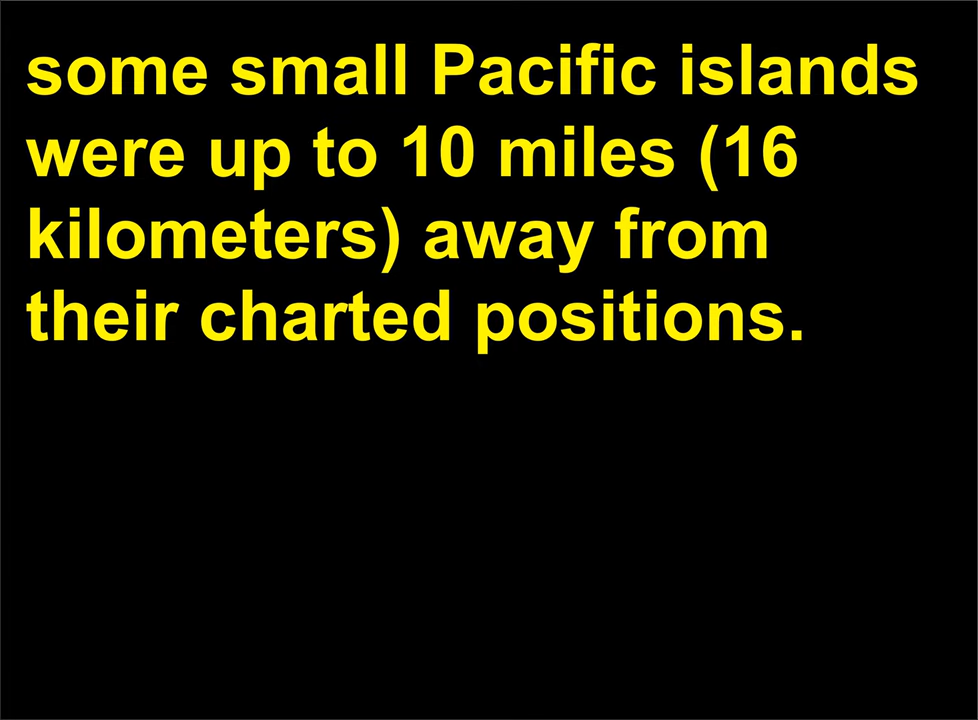 some small Pacific islands
were up to 10 miles (16
kilometers) away from
their charted positions.